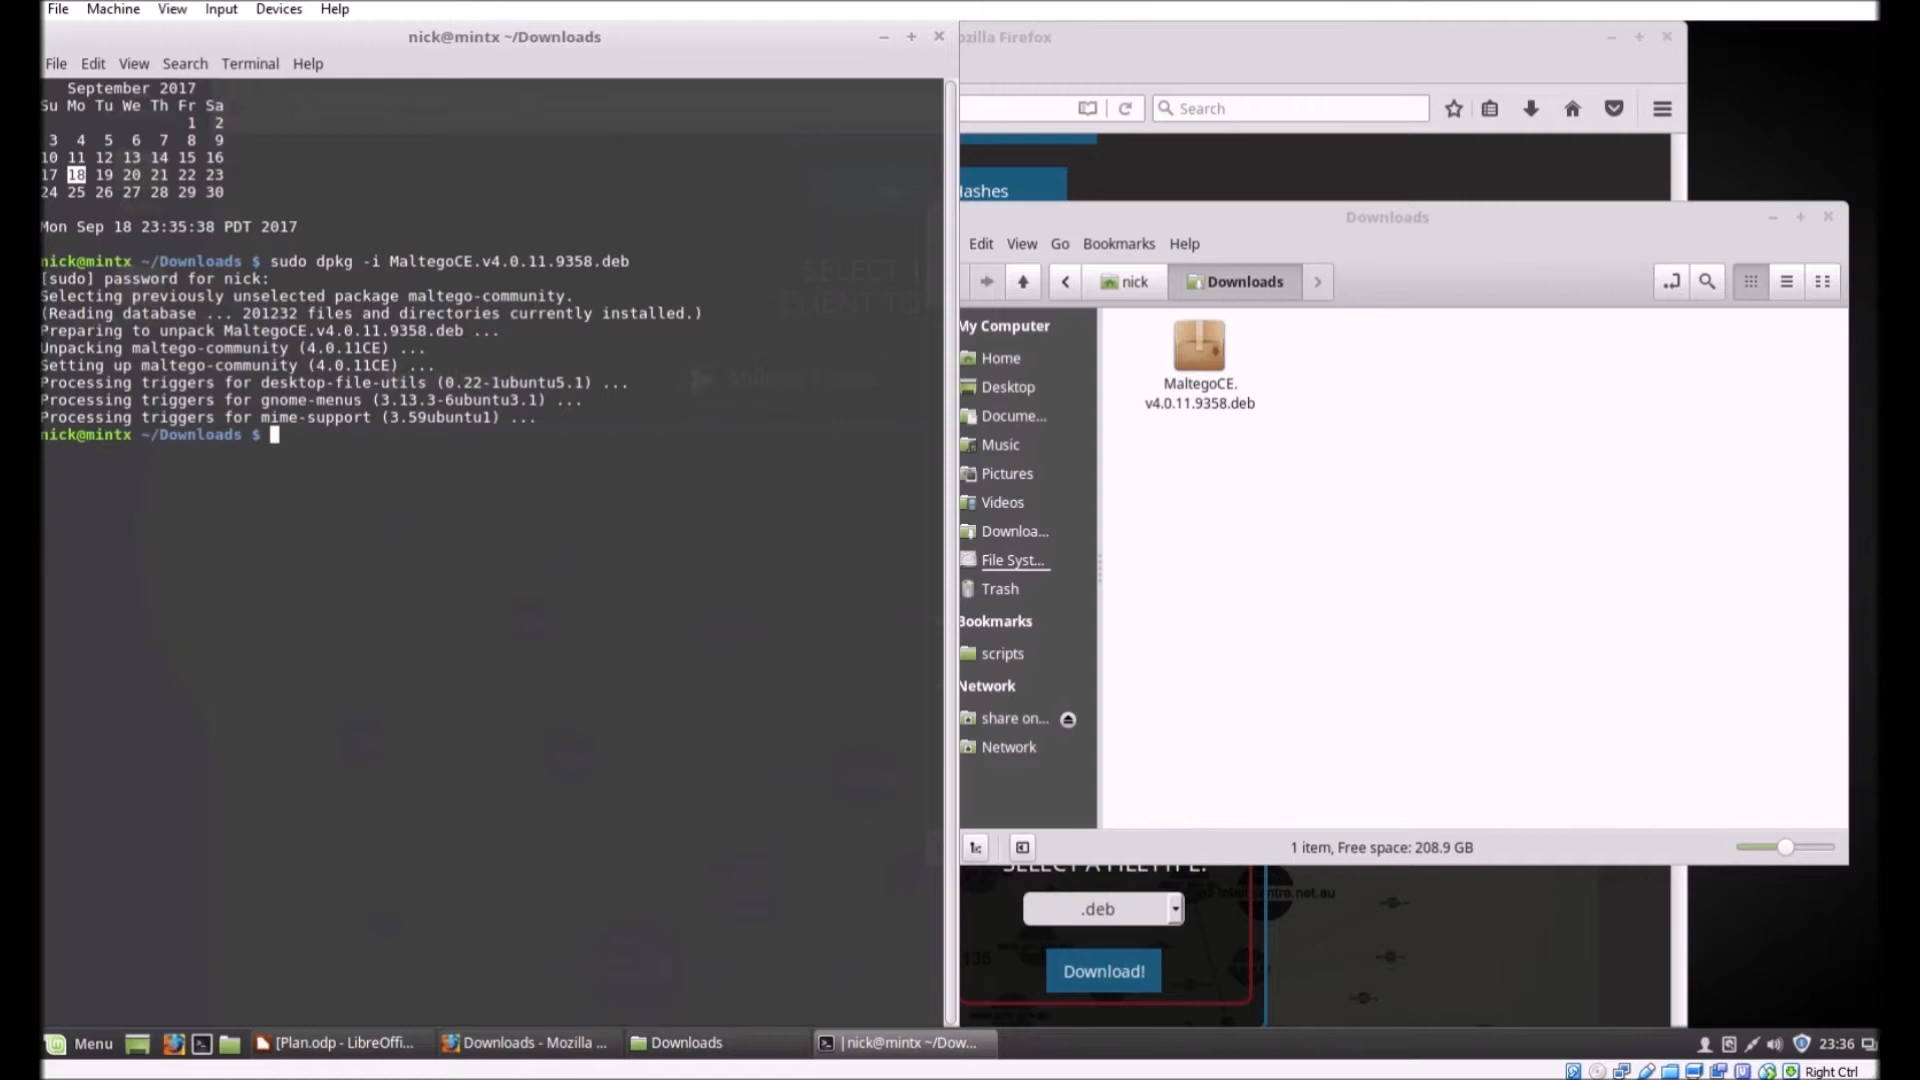 File Machine View Input Devices Help
nick@mintx ~/Downloads
File Edit View Search Terminal Help
September 2017
Su Mo Tu We Th Fr Sa
1 2
3 4 5 6 7 8 9
10 11 12 13 14 15 16
17 18 19 20 21 22 23
24 25 26 27 28 29 30
Mon Sep 18 23:35:38 PDT 2017
nick@mintx ~/Downloads $ sudo dpkg -i MaltegoCE.v4.0.11.9358.deb
[sudo] password for nick:
Selecting previously unselected package maltego-community.
(Reading database ... 201232 files and directories currently installed.)
Preparing to unpack MaltegoCE.v4.0.11.9358.deb ...
Unpacking maltego-community (4.0.11CE) ...
Setting up maltego-community (4.0.11CE) ...
Processing triggers for desktop-file-utils (0.22-1ubuntu5.1) ...
Processing triggers for gnome-menus (3.13.3-6ubuntu3.1) ...
Processing triggers for mime-support (3.59ubuntu1) ...
nick@mintx ~/Downloads $
ozilla Firefox
Search
Hashes
Downloads
Edit View Go Bookmarks Help
nick Downloads
My Computer
Home
Desktop
Docume...
Music
Pictures
Videos
Downloa...
File Syst...
Trash
Bookmarks
scripts
Network
share on...
Network
MaltegoCE.
v4.0.11.9358.deb
1 item, Free space: 208.9 GB
SELECT A FILETYPE:
.deb
Download!
Menu [Plan.odp - LibreOffi... Downloads - Mozilla ... Downloads |nick@mintx ~/Dow... 23:36
Right Ctrl